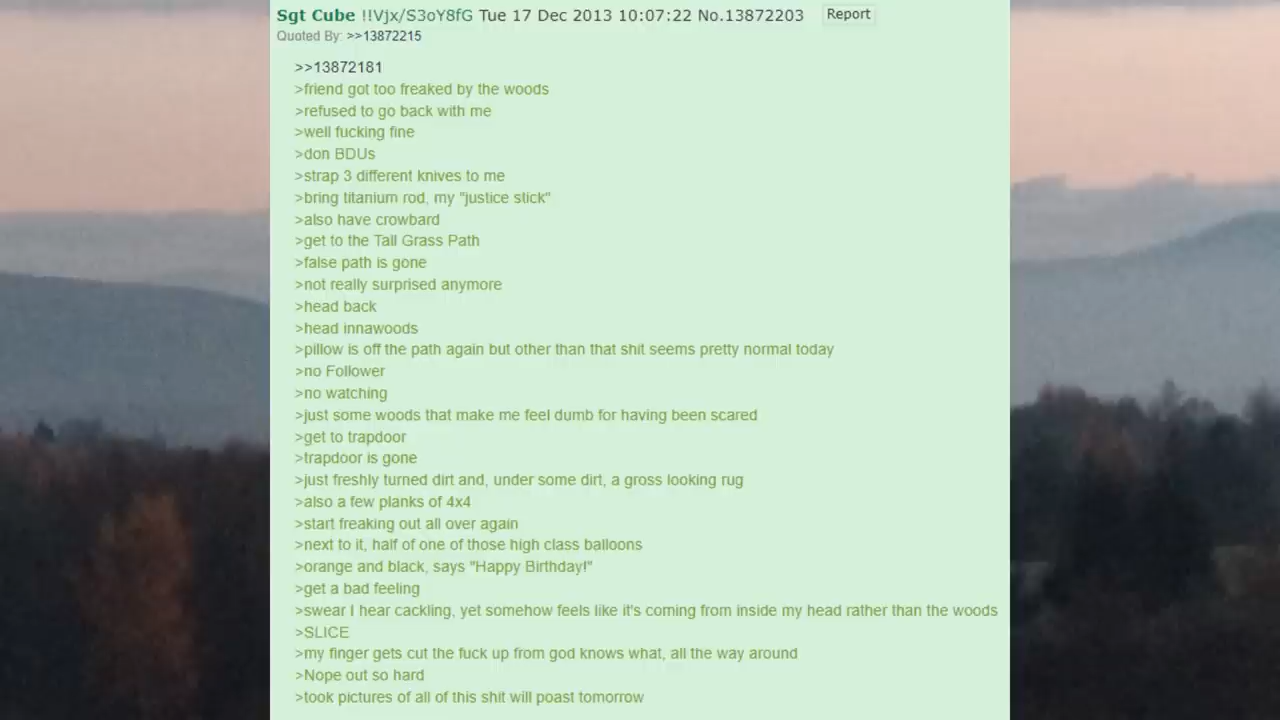 Sgt Cube !!Vjx/S3oY8fG Tue 17 Dec 2013 10:07:22 No.13872203 Report
Quoted By: >>13872215
>>13872181
>friend got too freaked by the woods
>refused to go back with me
>well fucking fine
>don BDUs
>strap 3 different knives to me
>bring titanium rod, my "justice stick"
>also have crowbard
>get to the Tall Grass Path
>false path is gone
>not really surprised anymore
>head back
>head innawoods
>pillow is off the path again but other than that shit seems pretty normal today
>no Follower
>no watching
>just some woods that make me feel dumb for having been scared
>get to trapdoor
>trapdoor is gone
>just freshly turned dirt and, under some dirt, a gross looking rug
>also a few planks of 4x4
>start freaking out all over again
>next to it, half of one of those high class balloons
>orange and black, says "Happy Birthday!"
>get a bad feeling
>swear I hear cackling, yet somehow feels like it's coming from inside my head rather than the woods
>SLICE
>my finger gets cut the fuck up from god knows what, all the way around
>Nope out so hard
>took pictures of all of this shit will poast tomorrow